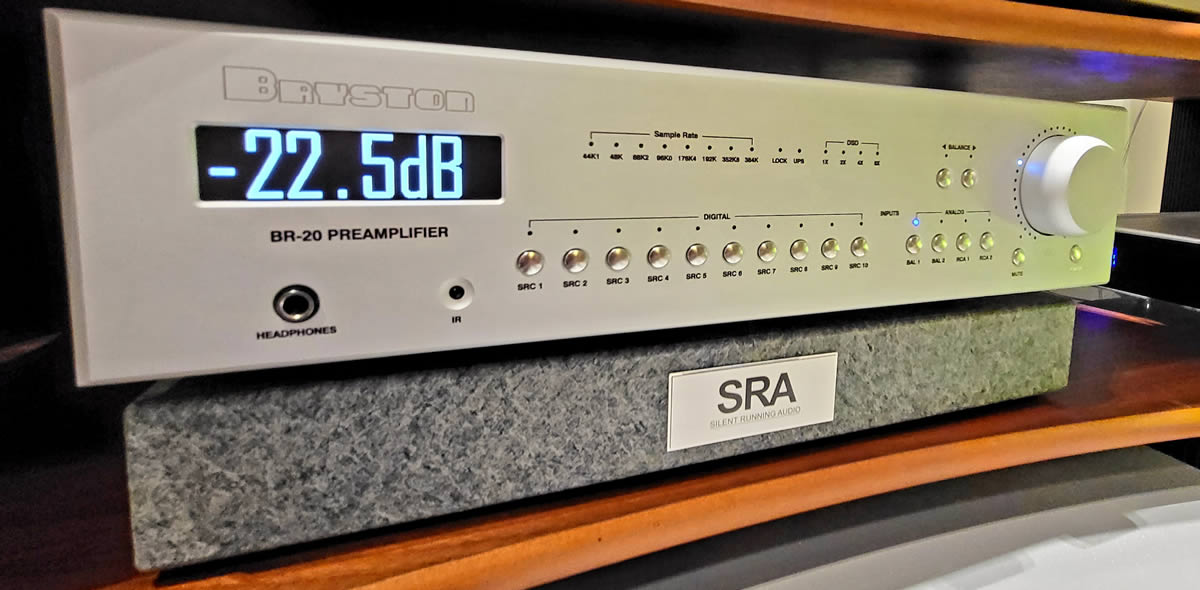 BRYSTON
-22.5dB
BR-20 PREAMPLIFIER
HEADPHONES
IR
Sample Rate
44K1 48K 88K2 96K0 176K4 192K 352K8 384K
LOCK UPS
DSD
1X 2X 4X 8X
◄ BALANCE ►
DIGITAL
SRC 1 SRC 2 SRC 3 SRC 4 SRC 5 SRC 6 SRC 7 SRC 8 SRC 9 SRC 10
INPUTS
ANALOG
BAL 1 BAL 2 RCA 1 RCA 2
MUTE
SRA
SILENT RUNNING AUDIO